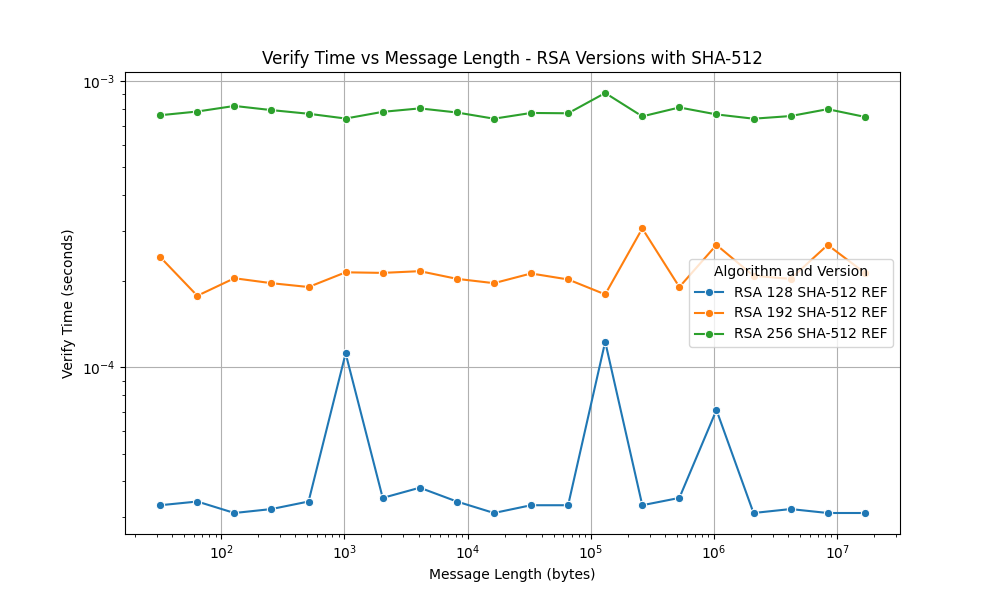 Verify Time vs Message Length - RSA Versions with SHA-512
Verify Time (seconds)
10⁻³
10⁻⁴
Algorithm and Version
RSA 128 SHA-512 REF
RSA 192 SHA-512 REF
RSA 256 SHA-512 REF
10²
10³
10⁴
10⁵
10⁶
10⁷
Message Length (bytes)